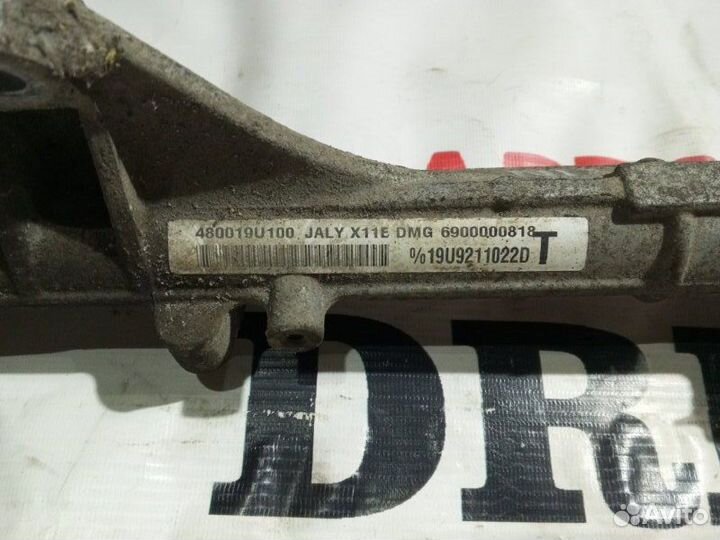 480019U100 JALY X11E DMG 6900000818
%19U9211022D T
DR
Avito